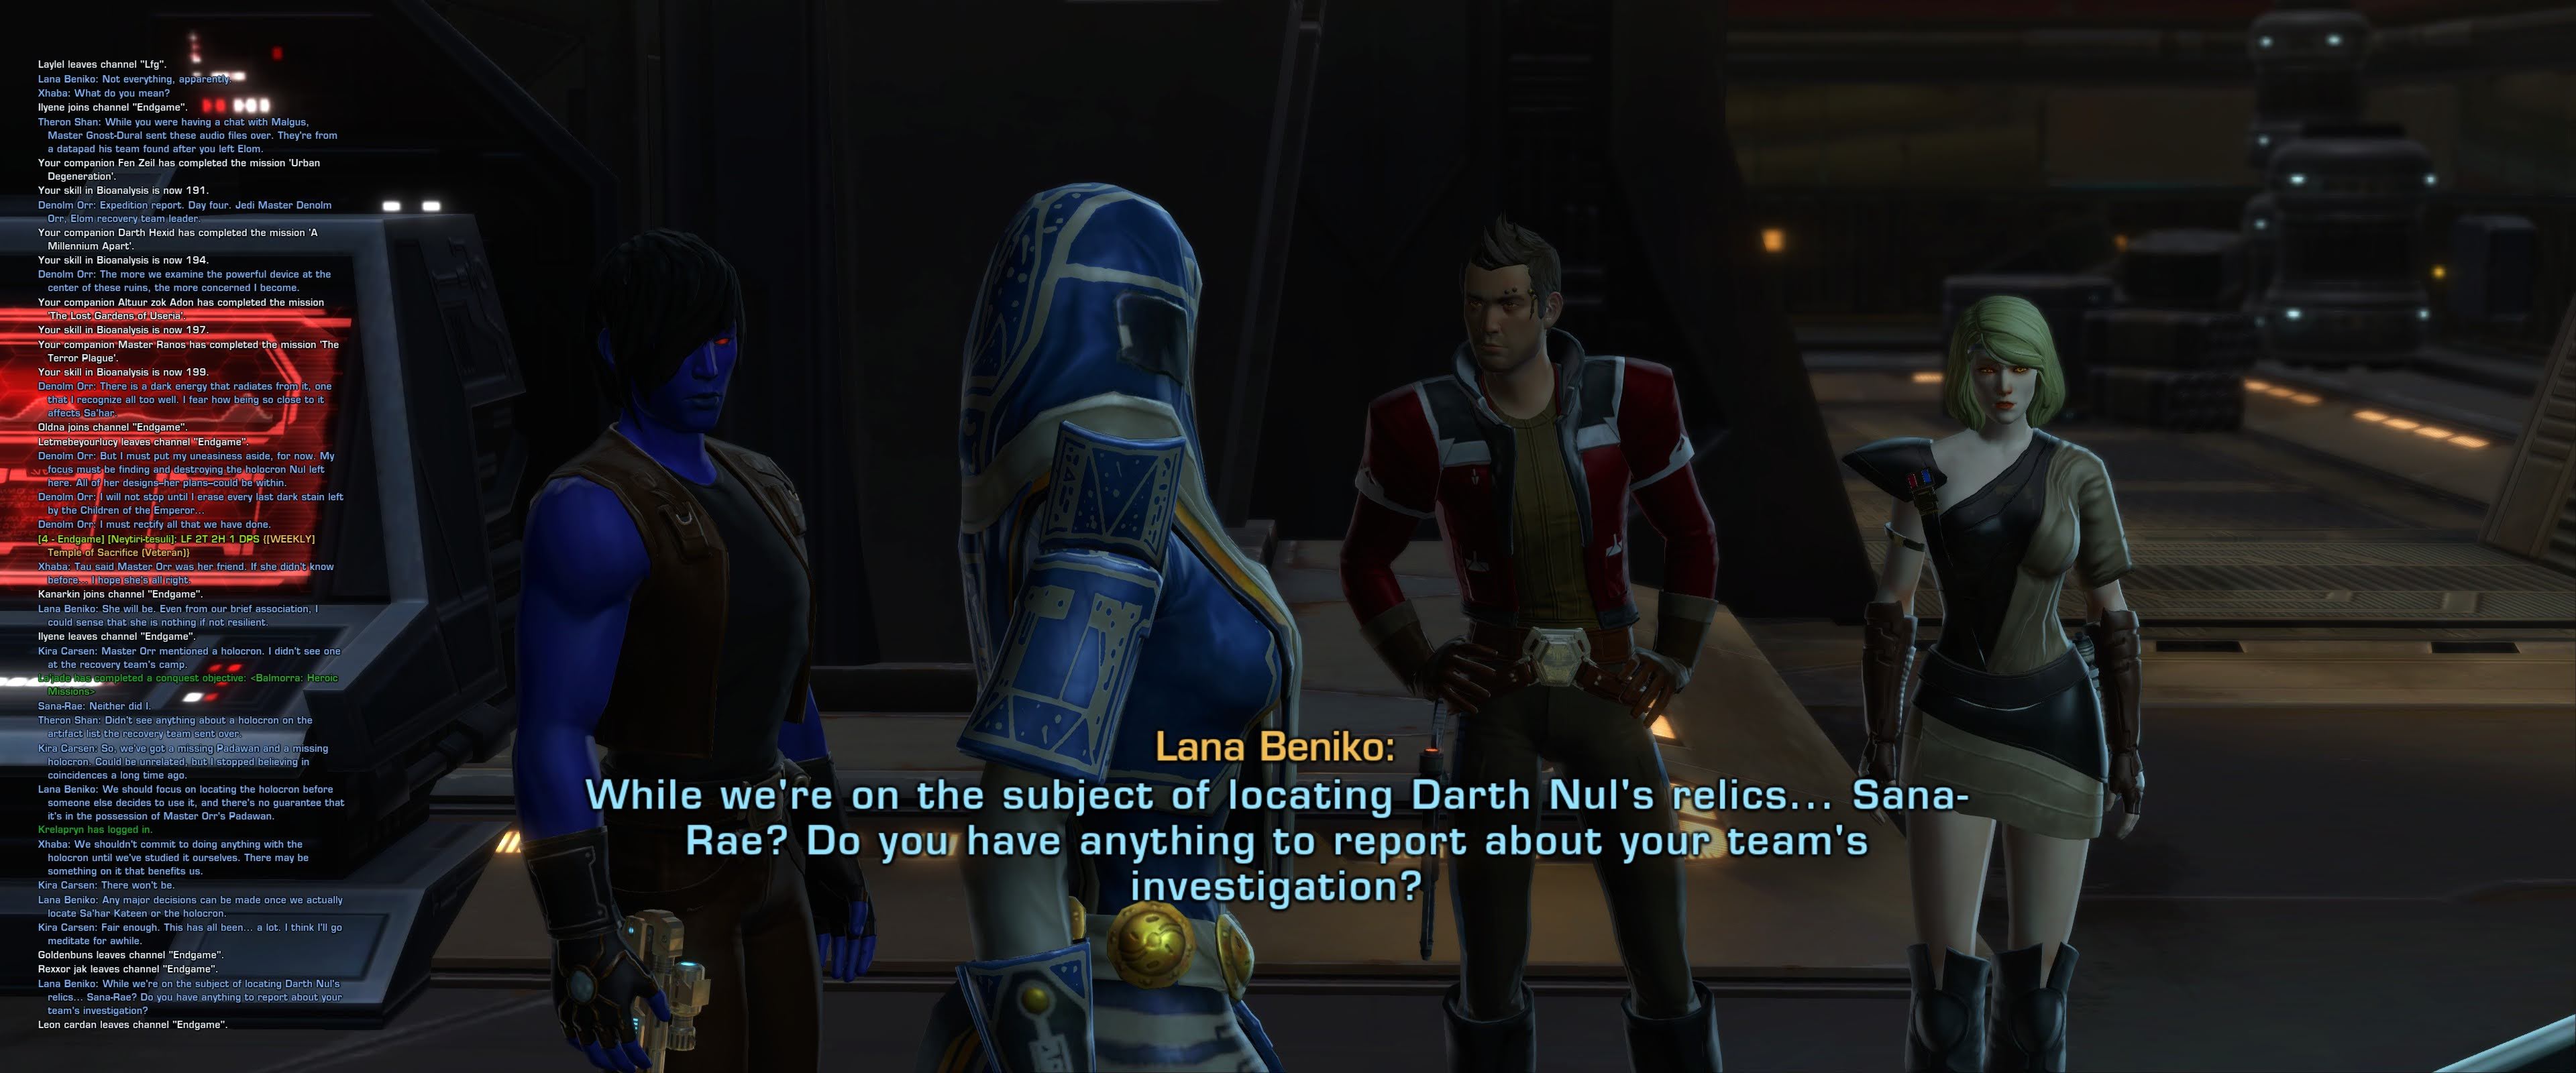 Laylel leaves channel "Lfg".
Lana Beniko: Not everything, apparently.
Xhaba: What do you mean?
Ilyene joins channel "Endgame".
Theron Shan: While you were having a chat with Malgus,
Master Gnost-Dural sent these audio files over. They're from
a datapad his team found after you left Elom.
Your companion Fen Zeil has completed the mission 'Urban
Degeneration'.
Your skill in Bioanalysis is now 191.
Denolm Orr: Expedition report. Day four. Jedi Master Denolm
Orr, Elom recovery team leader.
Your companion Darth Hexid has completed the mission 'A
Millennium Apart'.
Your skill in Bioanalysis is now 194.
Denolm Orr: The more we examine the powerful device at the
center of these ruins, the more concerned I become.
Your companion Altuur zok Adon has completed the mission
'The Lost Gardens of Useria'.
Your skill in Bioanalysis is now 197.
Your companion Master Ranos has completed the mission 'The
Terror Plague'.
Your skill in Bioanalysis is now 199.
Denolm Orr: There is a dark energy that radiates from it, one
that I recognize all too well. I fear how being so close to it
affects Sa'har.
Oldna joins channel "Endgame".
Letmebeyourlucy leaves channel "Endgame".
Denolm Orr: But I must put my uneasiness aside, for now. My
focus must be finding and destroying the holocron Nul left
here. All of her designs–her plans–could be within.
Denolm Orr: I will not stop until I erase every last dark stain left
by the Children of the Emperor...
Denolm Orr: I must rectify all that we have done.
[4 - Endgame] [Neytiri-tesuli]: LF 2T 2H 1 DPS {[WEEKLY]
Temple of Sacrifice (Veteran)}
Xhaba: Tau said Master Orr was her friend. If she didn't know
before... I hope she's all right.
Kanarkin joins channel "Endgame".
Lana Beniko: She will be. Even from our brief association, I
could sense that she is nothing if not resilient.
Ilyene leaves channel "Endgame".
Kira Carsen: Master Orr mentioned a holocron. I didn't see one
at the recovery team's camp.
has completed a conquest objective: <Balmorra: Heroic
Missions>
Sana-Rae: Neither did I.
Theron Shan: Didn't see anything about a holocron on the
artifact list the recovery team sent over.
Kira Carsen: So, we've got a missing Padawan and a missing
holocron. Could be unrelated, but I stopped believing in
coincidences a long time ago.
Lana Beniko: We should focus on locating the holocron before
someone else decides to use it, and there's no guarantee that
it's in the possession of Master Orr's Padawan.
Krelapryn has logged in.
Xhaba: We shouldn't commit to doing anything with the
holocron until we've studied it ourselves. There may be
something on it that benefits us.
Kira Carsen: There won't be.
Lana Beniko: Any major decisions can be made once we actually
locate Sa'har Kateen or the holocron.
Kira Carsen: Fair enough. This has all been... a lot. I think I'll go
meditate for awhile.
Goldenbuns leaves channel "Endgame".
Rexxor jak leaves channel "Endgame".
Lana Beniko: While we're on the subject of locating Darth Nul's
relics... Sana-Rae? Do you have anything to report about your
team's investigation?
Leon cardan leaves channel "Endgame".
Lana Beniko:
While we're on the subject of locating Darth Nul's relics... Sana-
Rae? Do you have anything to report about your team's
investigation?